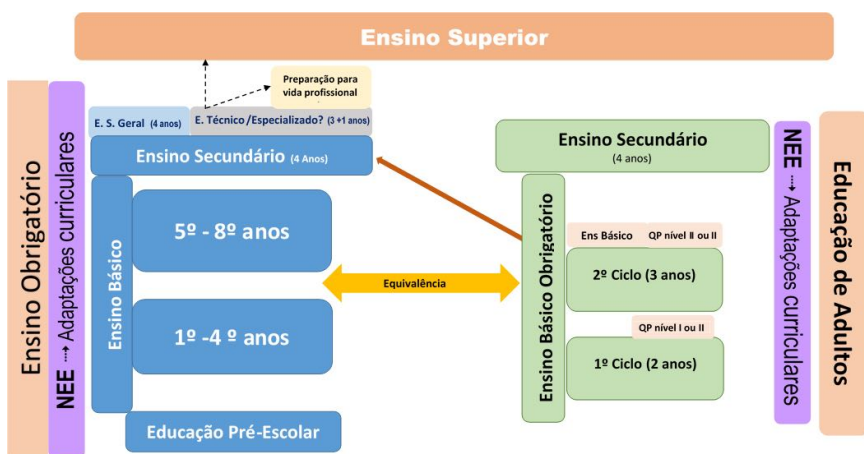 Ensino Superior
Preparação para
vida profissional
E. S. Geral (4 anos)
E. Técnico/Especializado? (3 +1 anos)
Ensino Secundário (4 Anos)
Ensino Obrigatório
NEE ⇢ Adaptações curriculares
Ensino Básico
5º - 8º anos
1º -4 º anos
Educação Pré-Escolar
Equivalência
Ensino Secundário
(4 anos)
Ensino Básico Obrigatório
Ens Básico
QP nível II ou II
2º Ciclo (3 anos)
QP nível I ou II
1º Ciclo (2 anos)
NEE ⇢ Adaptações curriculares
Educação de Adultos